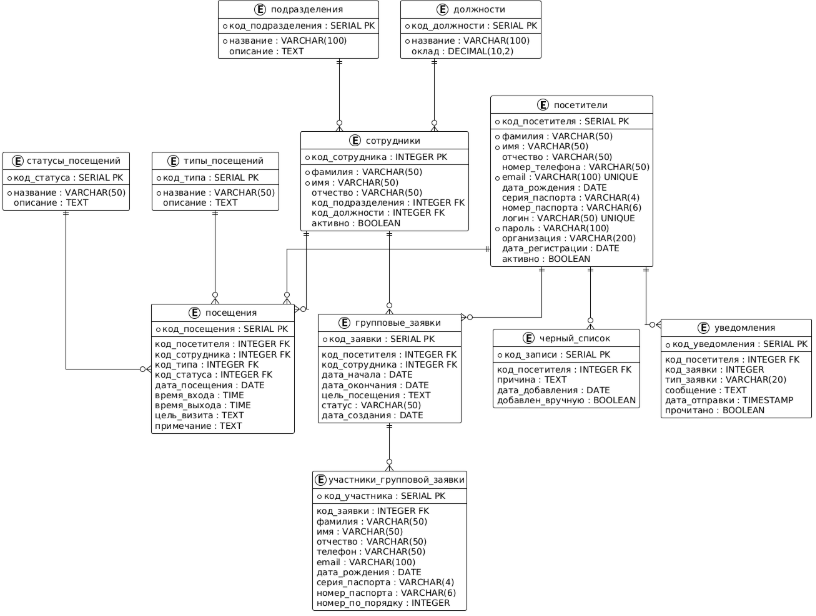 E подразделения
код_подразделения : SERIAL PK
название : VARCHAR(100)
описание : TEXT
E должности
код_должности : SERIAL PK
название : VARCHAR(100)
оклад : DECIMAL(10,2)
E посетители
код_посетителя : SERIAL PK
фамилия : VARCHAR(50)
имя : VARCHAR(50)
отчество : VARCHAR(50)
номер_телефона : VARCHAR(50)
email : VARCHAR(100) UNIQUE
дата_рождения : DATE
серия_паспорта : VARCHAR(4)
номер_паспорта : VARCHAR(6)
логин : VARCHAR(50) UNIQUE
пароль : VARCHAR(100)
организация : VARCHAR(200)
дата_регистрации : DATE
активно : BOOLEAN
E сотрудники
код_сотрудника : INTEGER PK
фамилия : VARCHAR(50)
имя : VARCHAR(50)
отчество : VARCHAR(50)
код_подразделения : INTEGER FK
код_должности : INTEGER FK
активно : BOOLEAN
E статусы_посещений
код_статуса : SERIAL PK
название : VARCHAR(50)
описание : TEXT
E типы_посещений
код_типа : SERIAL PK
название : VARCHAR(50)
описание : TEXT
E посещения
код_посещения : SERIAL PK
код_посетителя : INTEGER FK
код_сотрудника : INTEGER FK
код_типа : INTEGER FK
код_статуса : INTEGER FK
дата_посещения : DATE
время_входа : TIME
время_выхода : TIME
цель_визита : TEXT
примечание : TEXT
E групповые_заявки
код_заявки : SERIAL PK
код_посетителя : INTEGER FK
код_сотрудника : INTEGER FK
дата_начала : DATE
дата_окончания : DATE
цель_посещения : TEXT
статус : VARCHAR(50)
дата_создания : DATE
E черный_список
код_записи : SERIAL PK
код_посетителя : INTEGER FK
причина : TEXT
дата_добавления : DATE
добавлен_вручную : BOOLEAN
E уведомления
код_уведомления : SERIAL PK
код_посетителя : INTEGER FK
код_заявки : INTEGER
тип_заявки : VARCHAR(20)
сообщение : TEXT
дата_отправки : TIMESTAMP
прочитано : BOOLEAN
E участники_групповой_заявки
код_участника : SERIAL PK
код_заявки : INTEGER FK
фамилия : VARCHAR(50)
имя : VARCHAR(50)
отчество : VARCHAR(50)
телефон : VARCHAR(50)
email : VARCHAR(100)
дата_рождения : DATE
серия_паспорта : VARCHAR(4)
номер_паспорта : VARCHAR(6)
номер_по_порядку : INTEGER